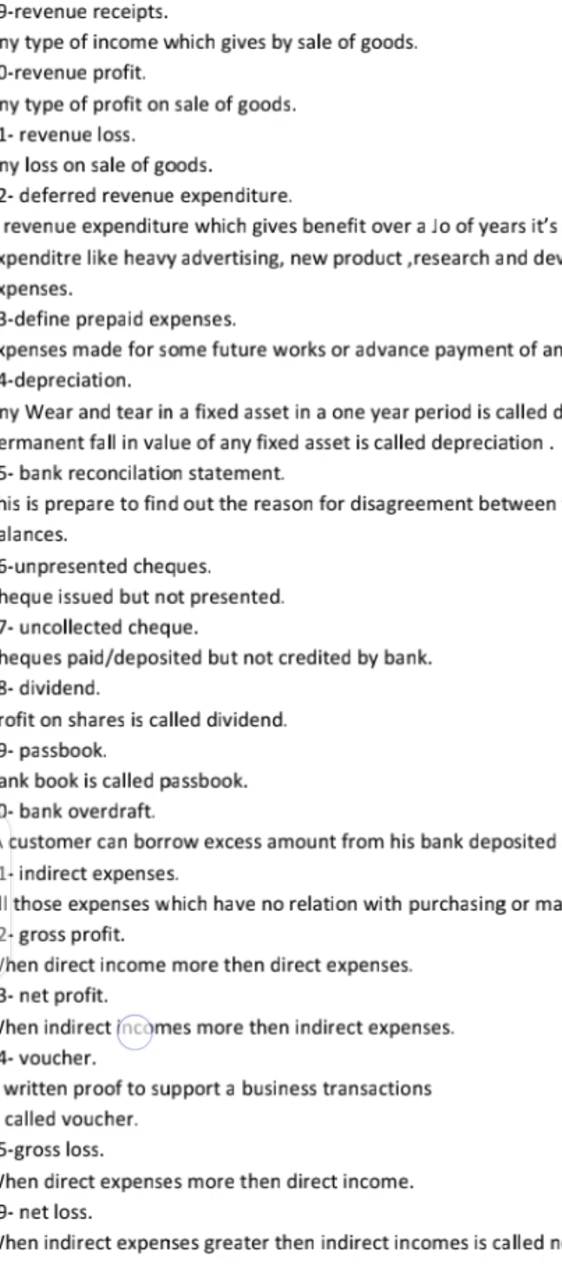 9-revenue receipts.
ny type of income which gives by sale of goods.
0-revenue profit.
ny type of profit on sale of goods.
1- revenue loss.
ny loss on sale of goods.
2- deferred revenue expenditure.
revenue expenditure which gives benefit over a Jo of years it’s
xpenditre like heavy advertising, new product ,research and dev
xpenses.
3-define prepaid expenses.
xpenses made for some future works or advance payment of an
4-depreciation.
ny Wear and tear in a fixed asset in a one year period is called d
ermanent fall in value of any fixed asset is called depreciation .
5- bank reconcilation statement.
his is prepare to find out the reason for disagreement between
alances.
6-unpresented cheques.
heque issued but not presented.
7- uncollected cheque.
heques paid/deposited but not credited by bank.
8- dividend.
rofit on shares is called dividend.
9- passbook.
ank book is called passbook.
0- bank overdraft.
customer can borrow excess amount from his bank deposited
1- indirect expenses.
ll those expenses which have no relation with purchasing or ma
2- gross profit.
hen direct income more then direct expenses.
3- net profit.
hen indirect incomes more then indirect expenses.
4- voucher.
written proof to support a business transactions
called voucher.
5-gross loss.
hen direct expenses more then direct income.
9- net loss.
hen indirect expenses greater then indirect incomes is called n